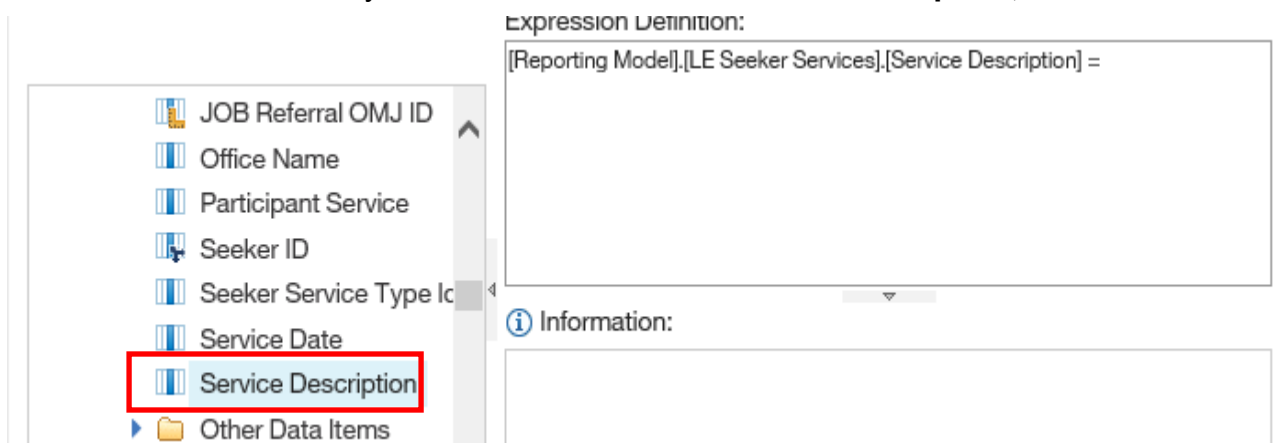 Expression Definition:
[Reporting Model].[LE Seeker Services].[Service Description] =
JOB Referral OMJ ID
Office Name
Participant Service
Seeker ID
Seeker Service Type Ic
Service Date
Service Description
Other Data Items
Information: